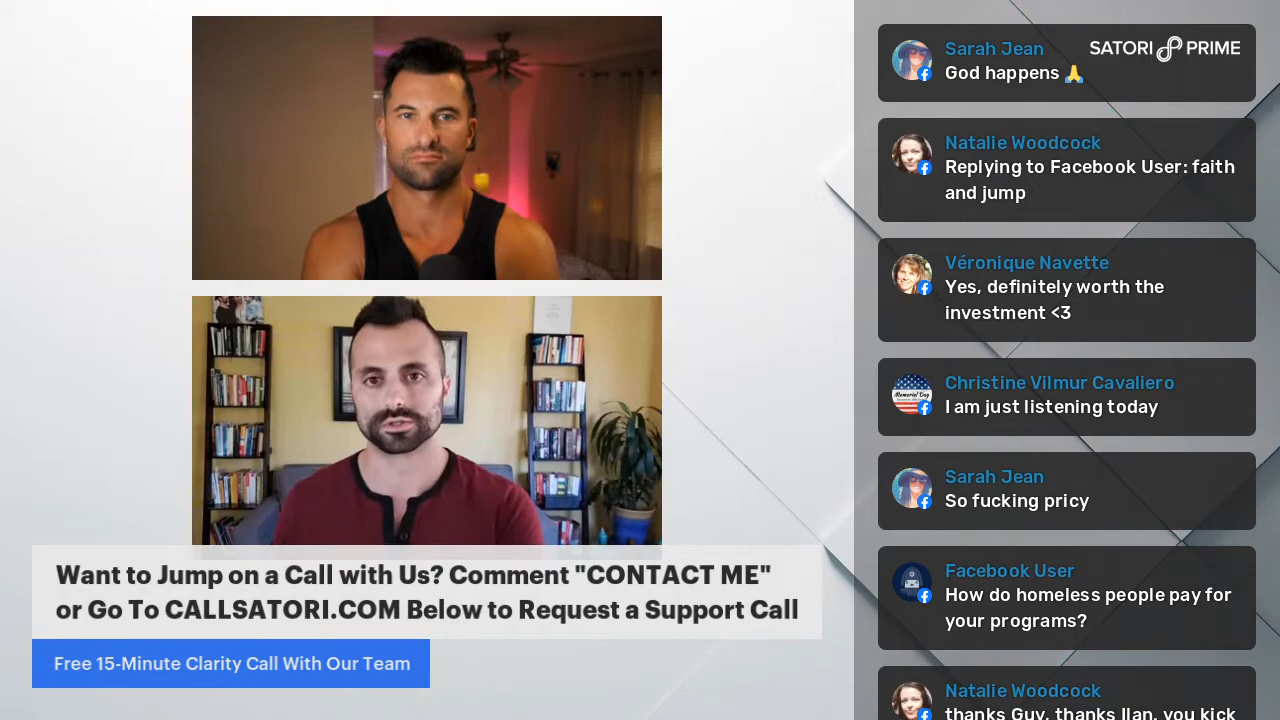 Want to Jump on a Call with Us? Comment "CONTACT ME"
or Go To CALLSATORI.COM Below to Request a Support Call
Free 15-Minute Clarity Call With Our Team
SATORI PRIME
Sarah Jean
God happens 🙏
Natalie Woodcock
Replying to Facebook User: faith
and jump
Véronique Navette
Yes, definitely worth the
investment <3
Christine Vilmur Cavaliero
I am just listening today
Sarah Jean
So fucking pricy
Facebook User
How do homeless people pay for
your programs?
Natalie Woodcock
thanks Guy, thanks Ilan, you kick